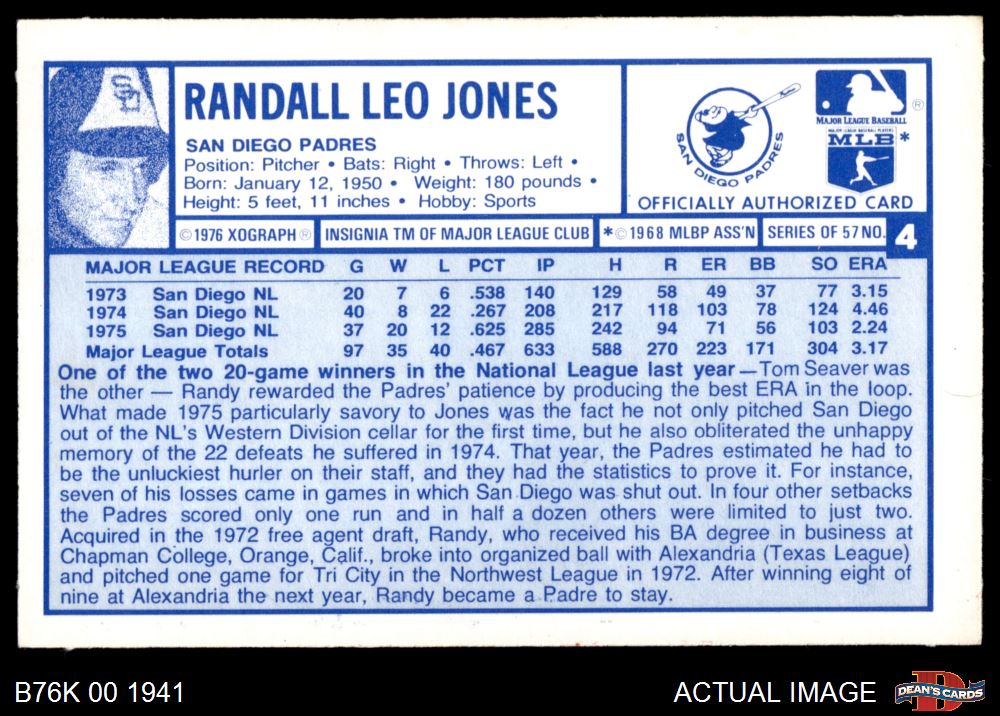 SD
RANDALL LEO JONES
SAN DIEGO PADRES
Position: Pitcher • Bats: Right • Throws: Left •
Born: January 12, 1950 • Weight: 180 pounds •
Height: 5 feet, 11 inches • Hobby: Sports
SAN DIEGO PADRES
®
MAJOR LEAGUE BASEBALL
MAJOR LEAGUE BASEBALL PLAYERS
MLB *
OFFICIALLY AUTHORIZED CARD
©1976 XOGRAPH® INSIGNIA TM OF MAJOR LEAGUE CLUB *©1968 MLBP ASS'N SERIES OF 57 NO. 4
MAJOR LEAGUE RECORD G W L PCT IP H R ER BB SO ERA
1973 San Diego NL 20 7 6 .538 140 129 58 49 37 77 3.15
1974 San Diego NL 40 8 22 .267 208 217 118 103 78 124 4.46
1975 San Diego NL 37 20 12 .625 285 242 94 71 56 103 2.24
Major League Totals 97 35 40 .467 633 588 270 223 171 304 3.17
One of the two 20-game winners in the National League last year—Tom Seaver was
the other — Randy rewarded the Padres' patience by producing the best ERA in the loop.
What made 1975 particularly savory to Jones was the fact he not only pitched San Diego
out of the NL's Western Division cellar for the first time, but he also obliterated the unhappy
memory of the 22 defeats he suffered in 1974. That year, the Padres estimated he had to
be the unluckiest hurler on their staff, and they had the statistics to prove it. For instance,
seven of his losses came in games in which San Diego was shut out. In four other setbacks
the Padres scored only one run and in half a dozen others were limited to just two.
Acquired in the 1972 free agent draft, Randy, who received his BA degree in business at
Chapman College, Orange, Calif., broke into organized ball with Alexandria (Texas League)
and pitched one game for Tri City in the Northwest League in 1972. After winning eight of
nine at Alexandria the next year, Randy became a Padre to stay.
B76K 00 1941
ACTUAL IMAGE
D
DEAN'S CARDS